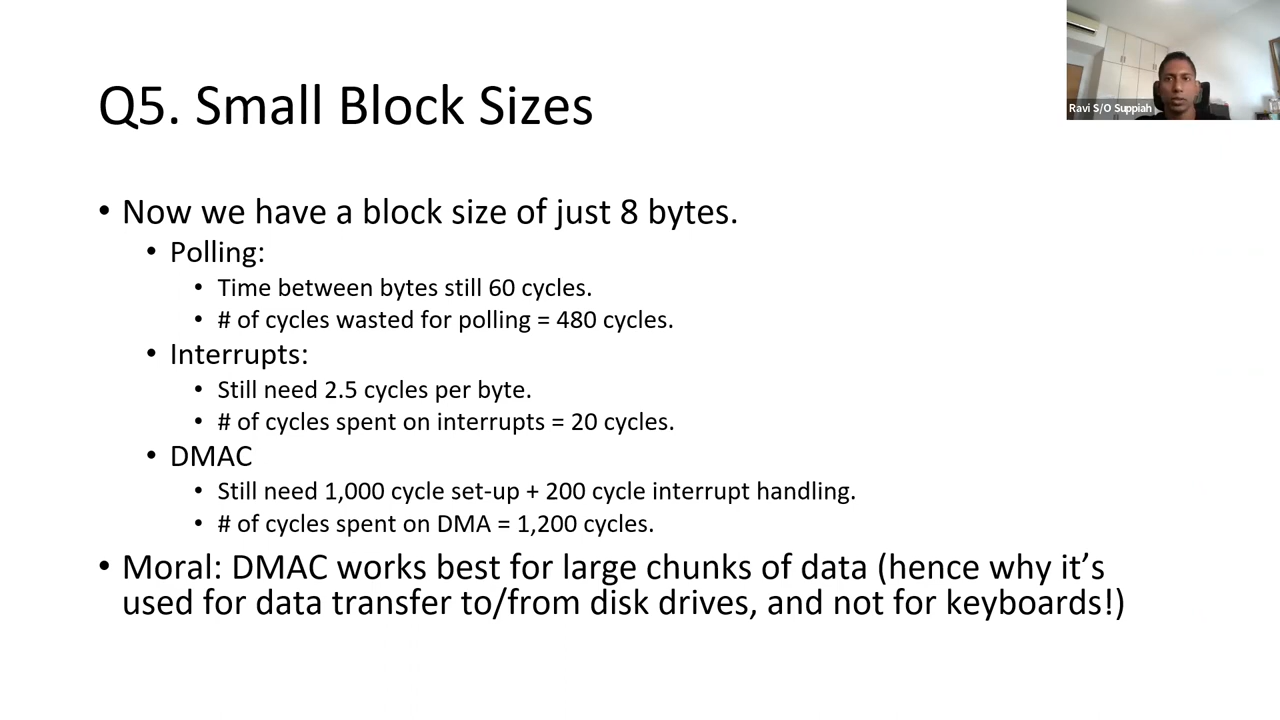 Ravi S/O Suppiah
Q5. Small Block Sizes
• Now we have a block size of just 8 bytes.
• Polling:
• Time between bytes still 60 cycles.
• # of cycles wasted for polling = 480 cycles.
• Interrupts:
• Still need 2.5 cycles per byte.
• # of cycles spent on interrupts = 20 cycles.
• DMAC
• Still need 1,000 cycle set-up + 200 cycle interrupt handling.
• # of cycles spent on DMA = 1,200 cycles.
• Moral: DMAC works best for large chunks of data (hence why it’s
used for data transfer to/from disk drives, and not for keyboards!)